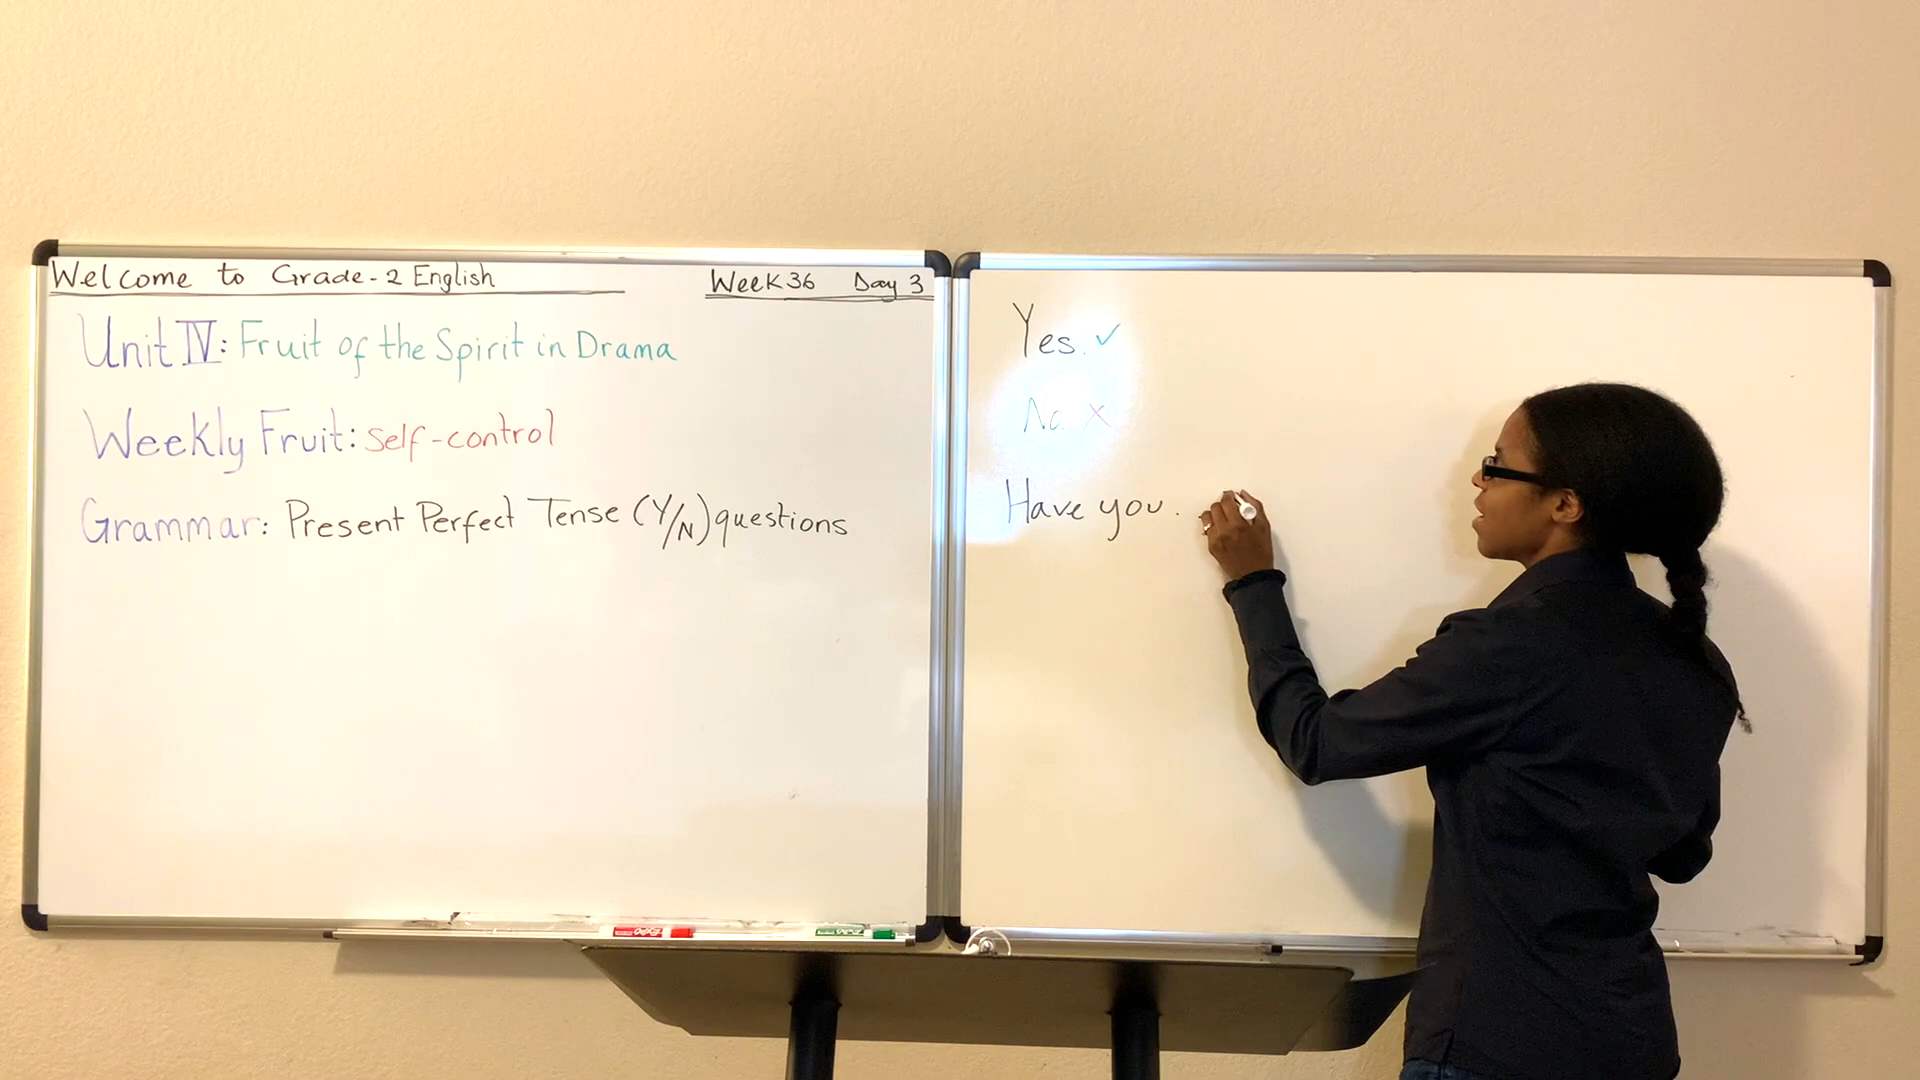 Welcome to Grade-2 English
Week 36 Day 3
Unit IV: Fruit of the Spirit in Drama
Weekly Fruit: Self-control
Grammar: Present Perfect Tense (Y/N) questions
Yes. ✓
No. X
Have you.